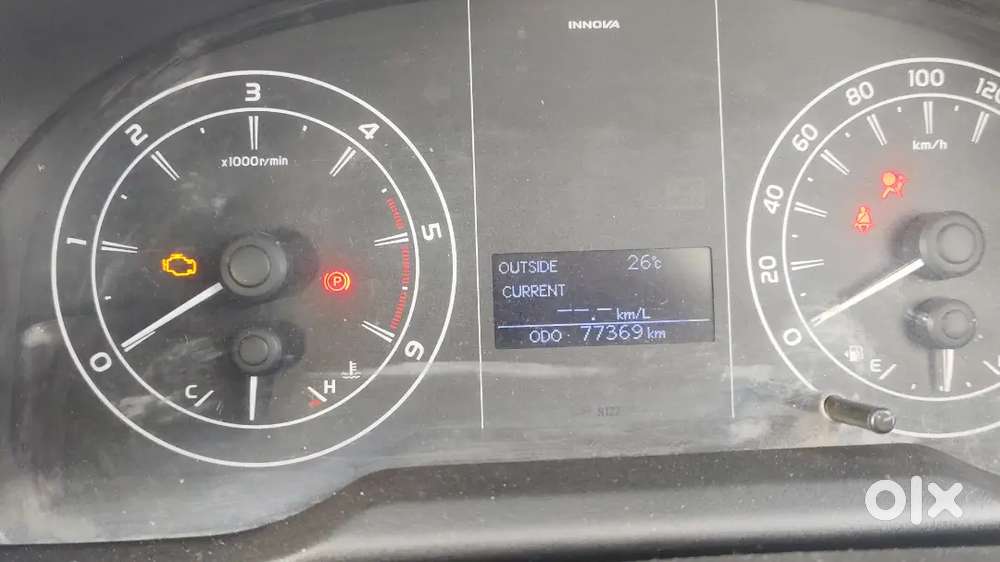 INNOVA
0
1
2
3
4
5
6
x1000r/min
P
C
H
OUTSIDE 26°c
CURRENT
--.- km/L
ODO 77369 km
0
20
40
60
80
100
120
km/h
E
olx